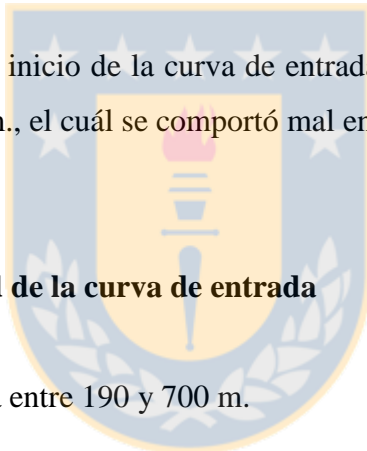 inicio de la curva de entrada
., el cuál se comportó mal en
de la curva de entrada
entre 190 y 700 m.